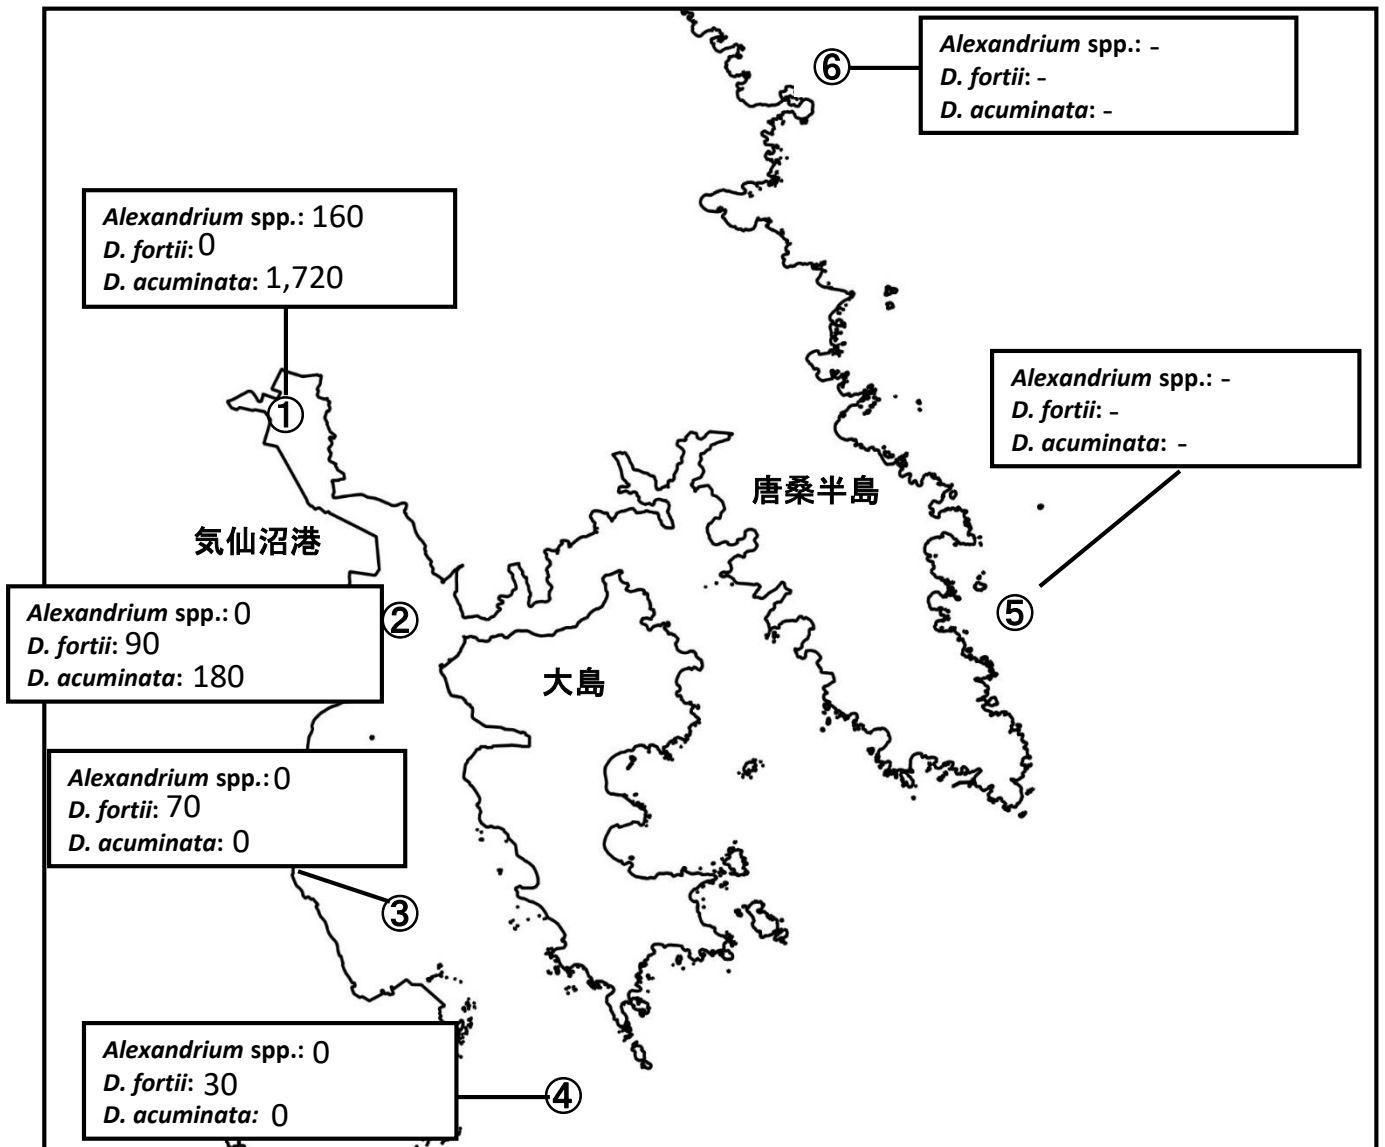 Alexandrium spp.: -
D. fortii: -
D. acuminata: -
⑥
Alexandrium spp.: 160
D. fortii: 0
D. acuminata: 1,720
①
Alexandrium spp.: -
D. fortii: -
D. acuminata: -
⑤
唐桑半島
気仙沼港
Alexandrium spp.: 0
D. fortii: 90
D. acuminata: 180
②
大島
Alexandrium spp.: 0
D. fortii: 70
D. acuminata: 0
③
Alexandrium spp.: 0
D. fortii: 30
D. acuminata: 0
④